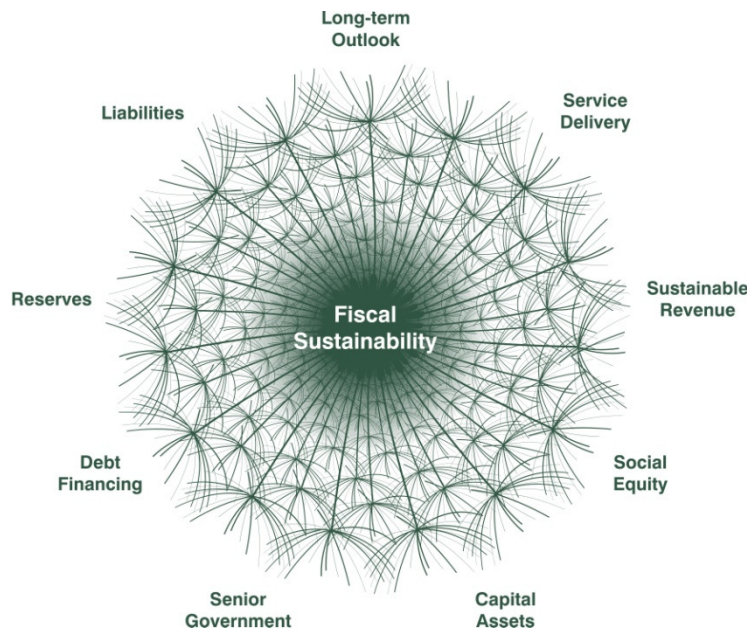 Long-term
Outlook
Liabilities
Service
Delivery
Reserves
Sustainable
Revenue
Fiscal
Sustainability
Debt
Financing
Social
Equity
Senior
Government
Capital
Assets